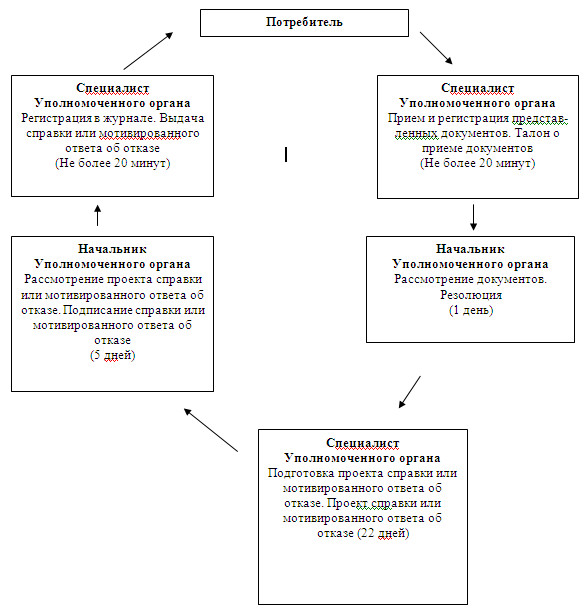 Потребитель
Специалист
Уполномоченного органа
Регистрация в журнале. Выдача
справки или мотивированного
ответа об отказе
(Не более 20 минут)
Специалист
Уполномоченного органа
Прием и регистрация представ-
ленных документов. Талон о
приеме документов
(Не более 20 минут)
Начальник
Уполномоченного органа
Рассмотрение проекта справки
или мотивированного ответа об
отказе. Подписание справки или
мотивированного ответа об
отказе
(5 дней)
Начальник
Уполномоченного органа
Рассмотрение документов.
Резолюция
(1 день)
Специалист
Уполномоченного органа
Подготовка проекта справки или
мотивированного ответа об
отказе. Проект справки или
мотивированного ответа об
отказе (22 дней)